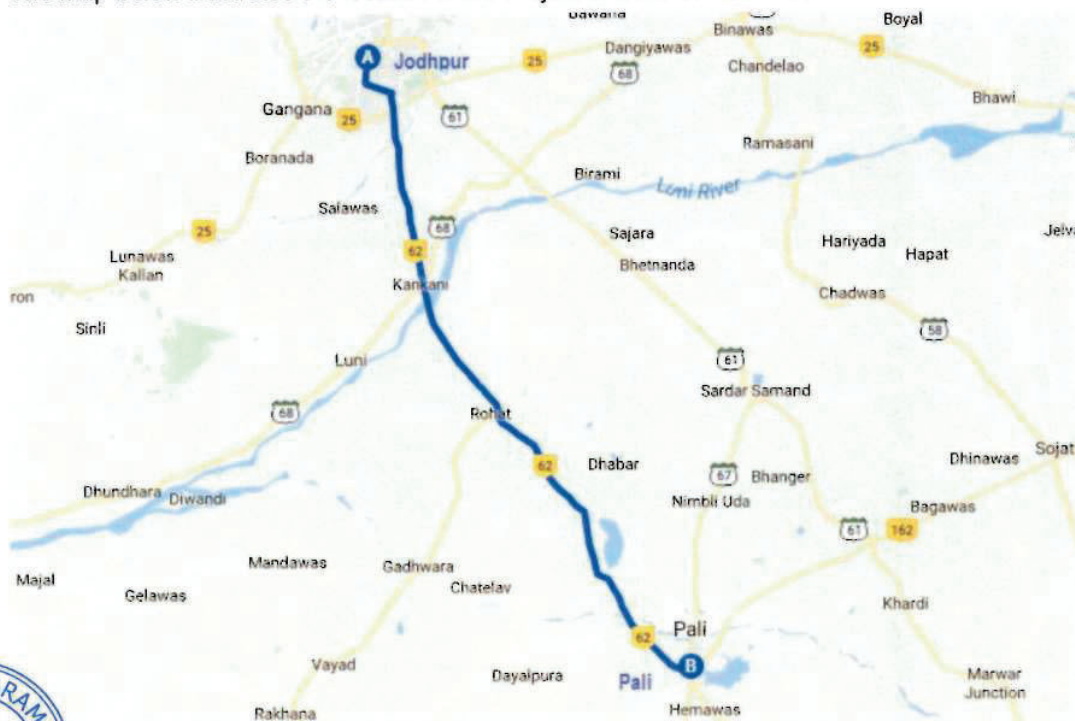 Boyal
Binawas
25
Dangiyawas
A
Jodhpur
25
68
Chandelao
Bhawi
Gangana
25
61
Ramasani
Boranada
Birami
Luni River
Salawas
68
Sajara
Hariyada
Hapat
25
62
Lunawas
Kallan
Bhetnanda
Kankani
Chadwas
ron
Sinli
58
Luni
61
Sardar Samand
68
Rohat
Sojat
62
Dhabar
67
Bhanger
Dhinawas
Dhundhara
Diwandi
Nimbli Uda
Bagawas
61
162
Mandawas
Gadhwara
Majal
Chatelav
Gelawas
Khardi
62
Pali
B
Vayad
Dayalpura
Pali
Marwar
Junction
Rakhana
Hemawas
RAM